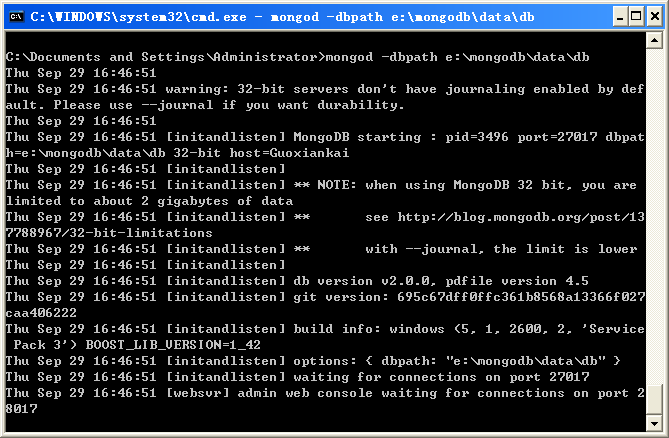 C:\WINDOWS\system32\cmd.exe - mongod -dbpath e:\mongodb\data\db
C:\Documents and Settings\Administrator>mongod -dbpath e:\mongodb\data\db
Thu Sep 29 16:46:51
Thu Sep 29 16:46:51 warning: 32-bit servers don't have journaling enabled by def
ault. Please use --journal if you want durability.
Thu Sep 29 16:46:51
Thu Sep 29 16:46:51 [initandlisten] MongoDB starting : pid=3496 port=27017 dbpat
h=e:\mongodb\data\db 32-bit host=Guoxiankai
Thu Sep 29 16:46:51 [initandlisten]
Thu Sep 29 16:46:51 [initandlisten] ** NOTE: when using MongoDB 32 bit, you are
limited to about 2 gigabytes of data
Thu Sep 29 16:46:51 [initandlisten] **       see http://blog.mongodb.org/post/13
7788967/32-bit-limitations
Thu Sep 29 16:46:51 [initandlisten] **       with --journal, the limit is lower
Thu Sep 29 16:46:51 [initandlisten]
Thu Sep 29 16:46:51 [initandlisten] db version v2.0.0, pdfile version 4.5
Thu Sep 29 16:46:51 [initandlisten] git version: 695c67dff0ffc361b8568a13366f027
caa406222
Thu Sep 29 16:46:51 [initandlisten] build info: windows (5, 1, 2600, 2, 'Service
 Pack 3') BOOST_LIB_VERSION=1_42
Thu Sep 29 16:46:51 [initandlisten] options: { dbpath: "e:\mongodb\data\db" }
Thu Sep 29 16:46:51 [initandlisten] waiting for connections on port 27017
Thu Sep 29 16:46:51 [websvr] admin web console waiting for connections on port 2
8017